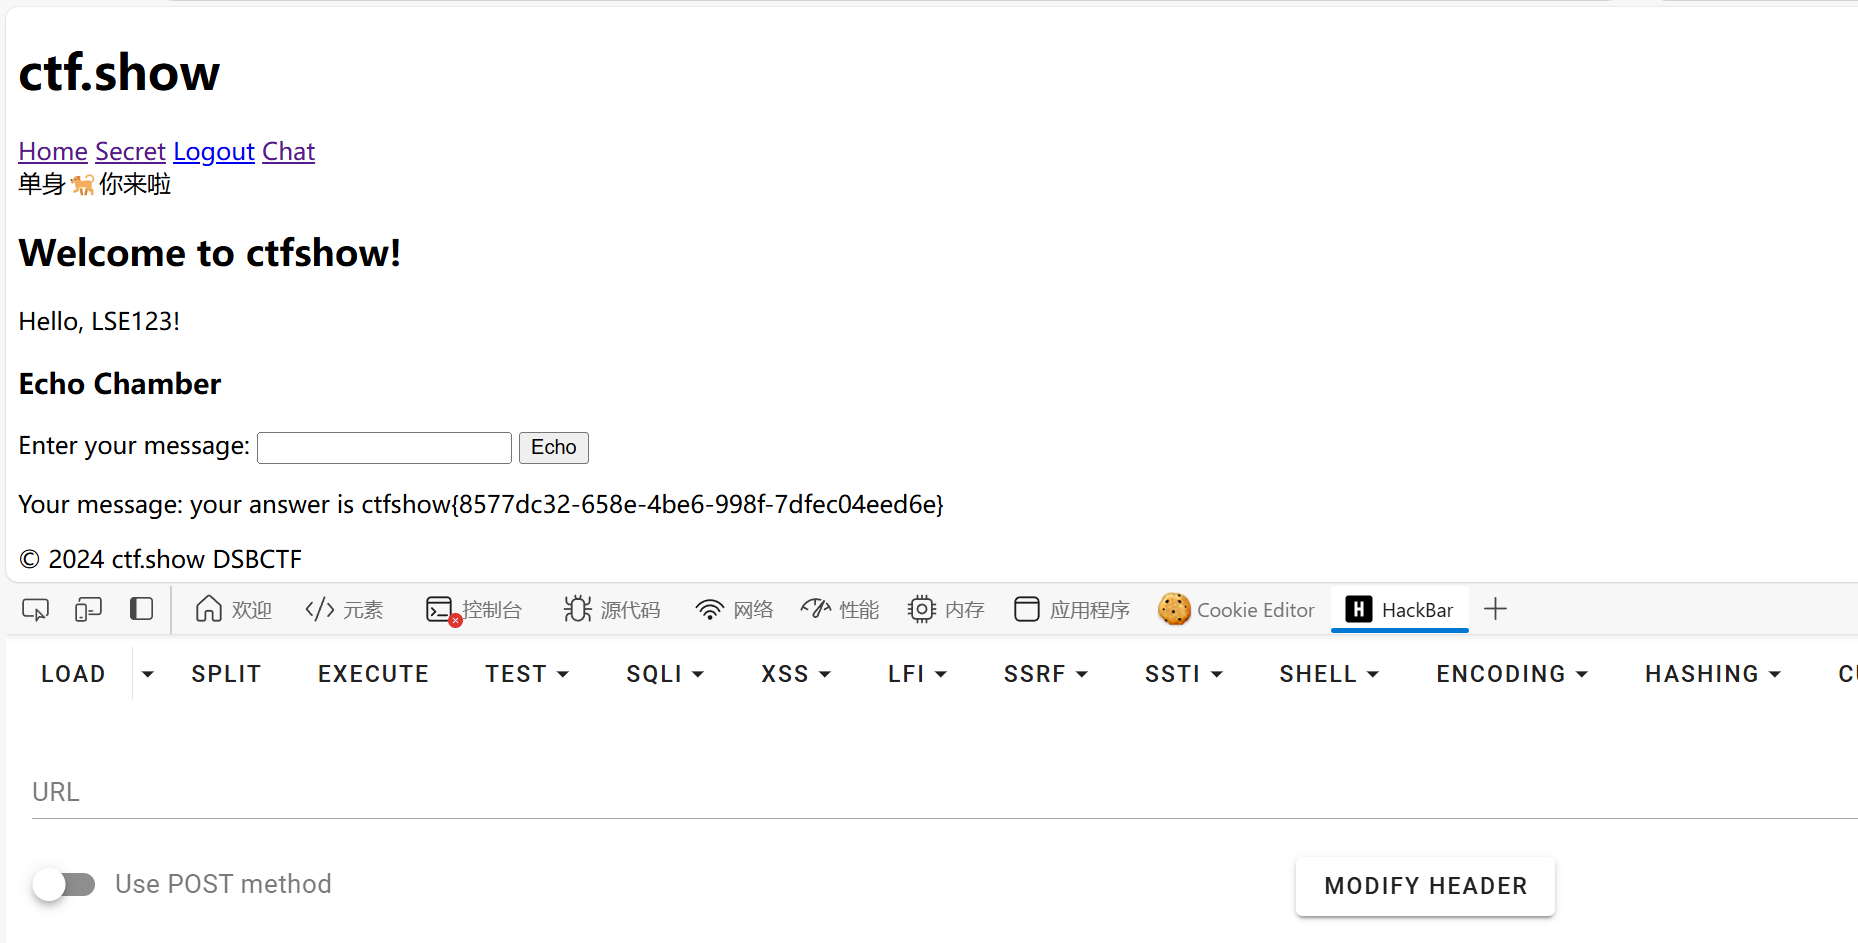 ctf.show
Home Secret Logout Chat
单身🐕你来啦
Welcome to ctfshow!
Hello, LSE123!
Echo Chamber
Enter your message: Echo
Your message: your answer is ctfshow{8577dc32-658e-4be6-998f-7dfec04eed6e}
© 2024 ctf.show DSBCTF
欢迎 </> 元素 控制台 源代码 网络 性能 内存 应用程序 Cookie Editor H HackBar
LOAD SPLIT EXECUTE TEST SQLI XSS LFI SSRF SSTI SHELL ENCODING HASHING CU
URL
Use POST method MODIFY HEADER